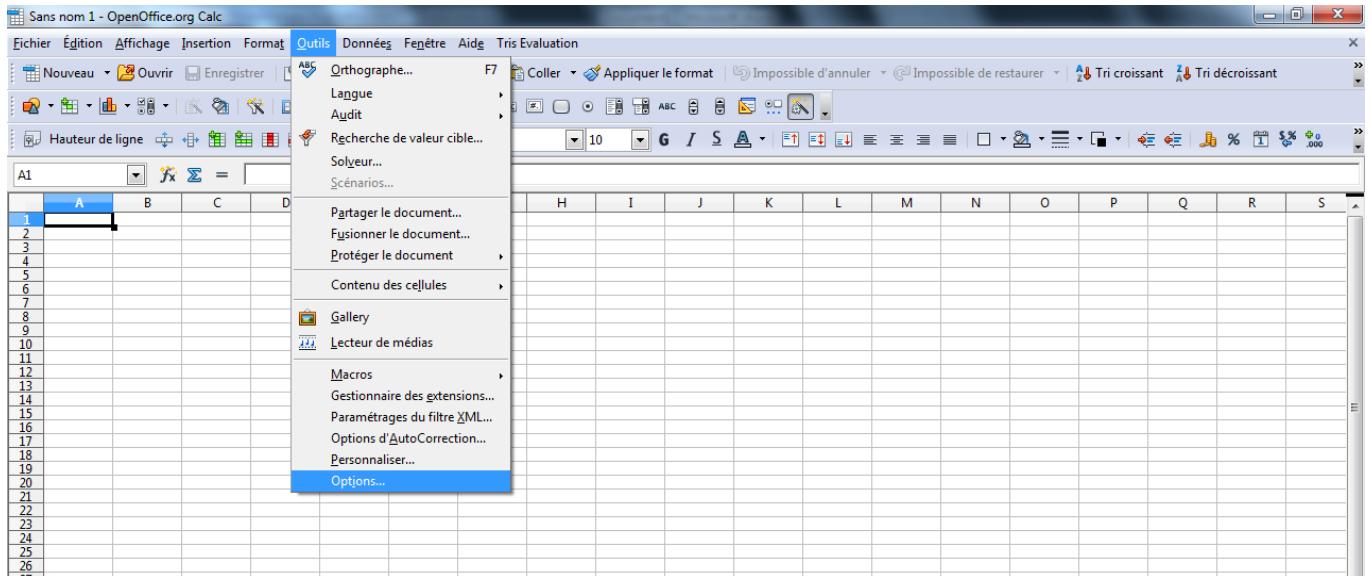 Sans nom 1 - OpenOffice.org Calc
Fichier Édition Affichage Insertion Format Outils Données Fenêtre Aide Tris Evaluation
Nouveau Ouvrir Enregistrer Coller Appliquer le format Impossible d'annuler Impossible de restaurer Tri croissant Tri décroissant
ABC
Hauteur de ligne 10 G I S A % .000
A1 fx Σ =
A B C D H I J K L M N O P Q R S
1
2
3
4
5
6
7
8
9
10
11
12
13
14
15
16
17
18
19
20
21
22
23
24
25
26
ABC Orthographe... F7
Langue
Audit
Recherche de valeur cible...
Solveur...
Scénarios...
Partager le document...
Fusionner le document...
Protéger le document
Contenu des cellules
Gallery
Lecteur de médias
Macros
Gestionnaire des extensions...
Paramétrages du filtre XML...
Options d'AutoCorrection...
Personnaliser...
Options...